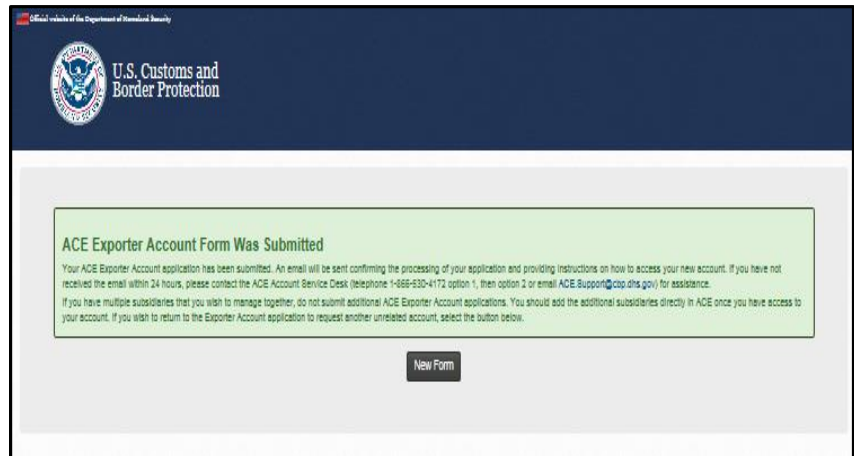 Official website of the Department of Homeland Security
U.S. Customs and
Border Protection
ACE Exporter Account Form Was Submitted
Your ACE Exporter Account application has been submitted. An email will be sent confirming the processing of your application and providing instructions on how to access your new account. If you have not
received the email within 24 hours, please contact the ACE Account Service Desk (telephone 1-866-530-4172 option 1, then option 2 or email ACE.Support@cbp.dhs.gov) for assistance.
If you have multiple subsidiaries that you wish to manage together, do not submit additional ACE Exporter Account applications. You should add the additional subsidiaries directly in ACE once you have access to
your account. If you wish to return to the Exporter Account application to request another unrelated account, select the button below.
New Form